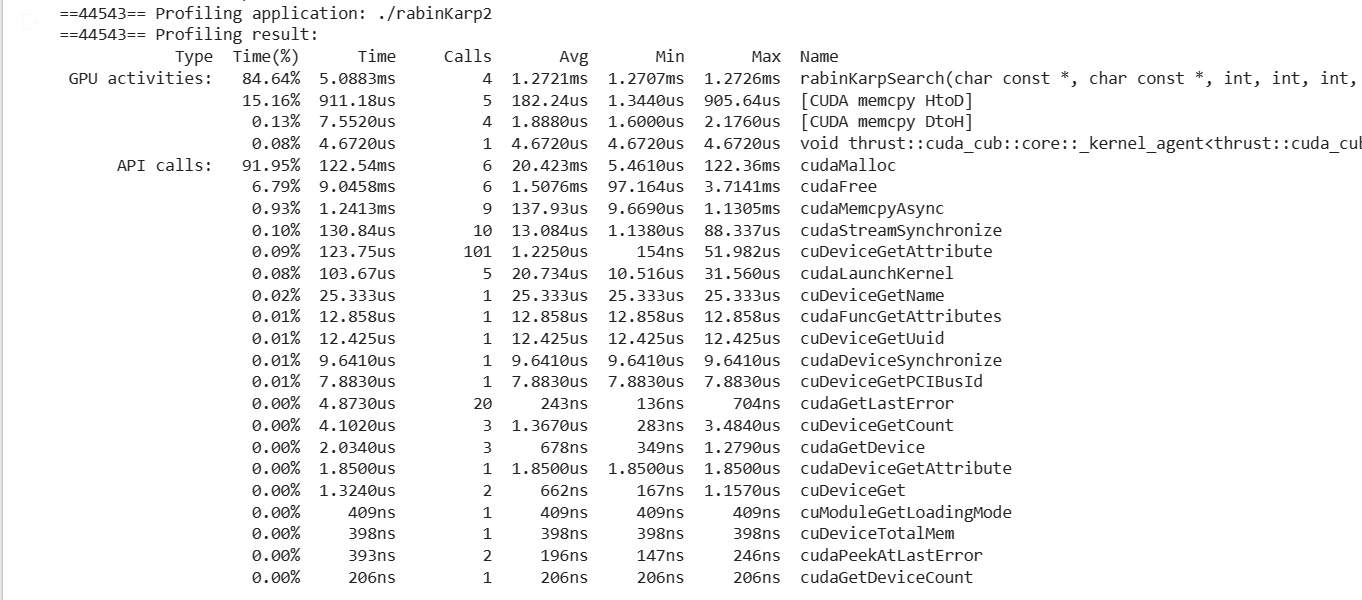 ==44543== Profiling application: ./rabinKarp2
==44543== Profiling result:
Type Time(%) Time Calls Avg Min Max Name
GPU activities: 84.64% 5.0883ms 4 1.2721ms 1.2707ms 1.2726ms rabinKarpSearch(char const *, char const *, int, int, int,
15.16% 911.18us 5 182.24us 1.3440us 905.64us [CUDA memcpy HtoD]
0.13% 7.5520us 4 1.8880us 1.6000us 2.1760us [CUDA memcpy DtoH]
0.08% 4.6720us 1 4.6720us 4.6720us 4.6720us void thrust::cuda_cub::core::_kernel_agent<thrust::cuda_cub
API calls: 91.95% 122.54ms 6 20.423ms 5.4610us 122.36ms cudaMalloc
6.79% 9.0458ms 6 1.5076ms 97.164us 3.7141ms cudaFree
0.93% 1.2413ms 9 137.93us 9.6690us 1.1305ms cudaMemcpyAsync
0.10% 130.84us 10 13.084us 1.1380us 88.337us cudaStreamSynchronize
0.09% 123.75us 101 1.2250us 154ns 51.982us cuDeviceGetAttribute
0.08% 103.67us 5 20.734us 10.516us 31.560us cudaLaunchKernel
0.02% 25.333us 1 25.333us 25.333us 25.333us cuDeviceGetName
0.01% 12.858us 1 12.858us 12.858us 12.858us cudaFuncGetAttributes
0.01% 12.425us 1 12.425us 12.425us 12.425us cuDeviceGetUuid
0.01% 9.6410us 1 9.6410us 9.6410us 9.6410us cudaDeviceSynchronize
0.01% 7.8830us 1 7.8830us 7.8830us 7.8830us cuDeviceGetPCIBusId
0.00% 4.8730us 20 243ns 136ns 704ns cudaGetLastError
0.00% 4.1020us 3 1.3670us 283ns 3.4840us cuDeviceGetCount
0.00% 2.0340us 3 678ns 349ns 1.2790us cudaGetDevice
0.00% 1.8500us 1 1.8500us 1.8500us 1.8500us cudaDeviceGetAttribute
0.00% 1.3240us 2 662ns 167ns 1.1570us cuDeviceGet
0.00% 409ns 1 409ns 409ns 409ns cuModuleGetLoadingMode
0.00% 398ns 1 398ns 398ns 398ns cuDeviceTotalMem
0.00% 393ns 2 196ns 147ns 246ns cudaPeekAtLastError
0.00% 206ns 1 206ns 206ns 206ns cudaGetDeviceCount